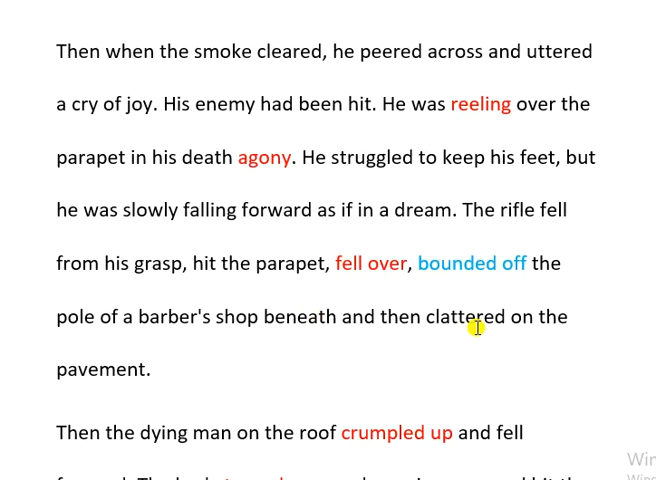 Then when the smoke cleared, he peered across and uttered
a cry of joy. His enemy had been hit. He was reeling over the
parapet in his death agony. He struggled to keep his feet, but
he was slowly falling forward as if in a dream. The rifle fell
from his grasp, hit the parapet, fell over, bounded off the
pole of a barber's shop beneath and then clattered on the
pavement.
Then the dying man on the roof crumpled up and fell